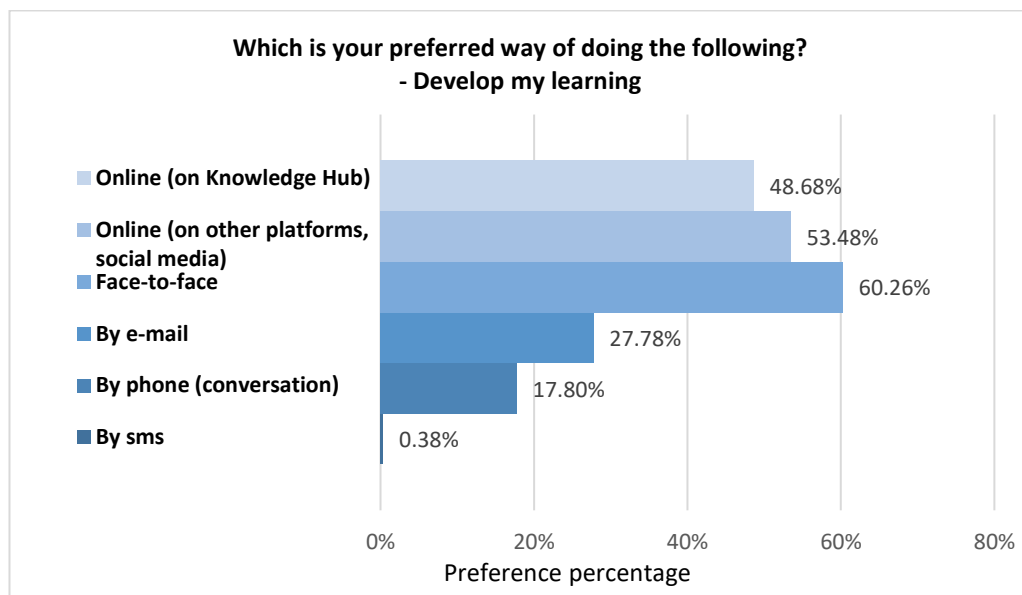 Which is your preferred way of doing the following?
- Develop my learning
Online (on Knowledge Hub)
48.68%
Online (on other platforms,
social media)
53.48%
Face-to-face
60.26%
By e-mail
27.78%
By phone (conversation)
17.80%
By sms
0.38%
0%
20%
40%
60%
80%
Preference percentage